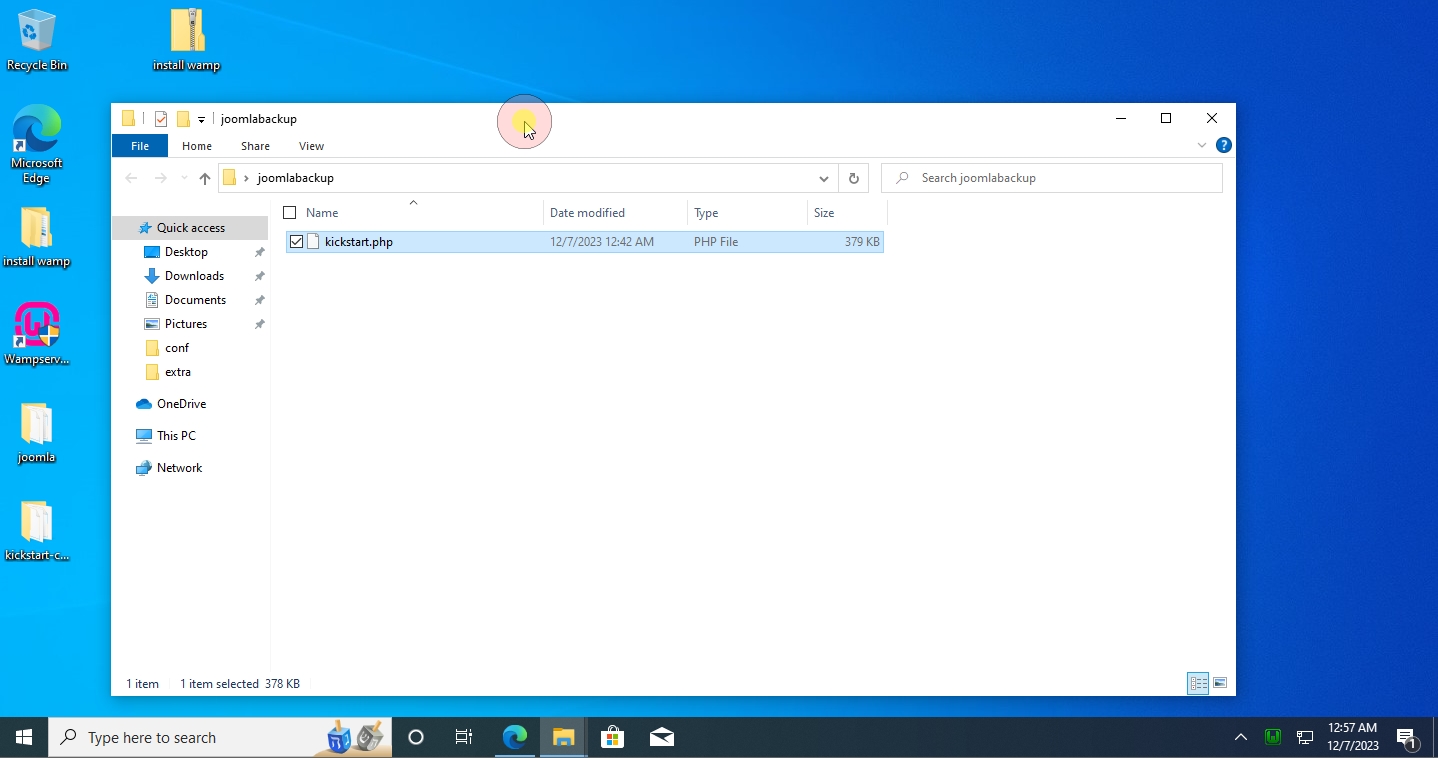 Recycle Bin
install wamp
Microsoft
Edge
install wamp
Wampserv...
joomla
kickstart-c...
joomlabackup
File
Home
Share
View
?
joomlabackup
Search joomlabackup
Name
Date modified
Type
Size
kickstart.php
12/7/2023 12:42 AM
PHP File
379 KB
Quick access
Desktop
Downloads
Documents
Pictures
conf
extra
OneDrive
This PC
Network
1 item
1 item selected 378 KB
Type here to search
12:57 AM
12/7/2023
1